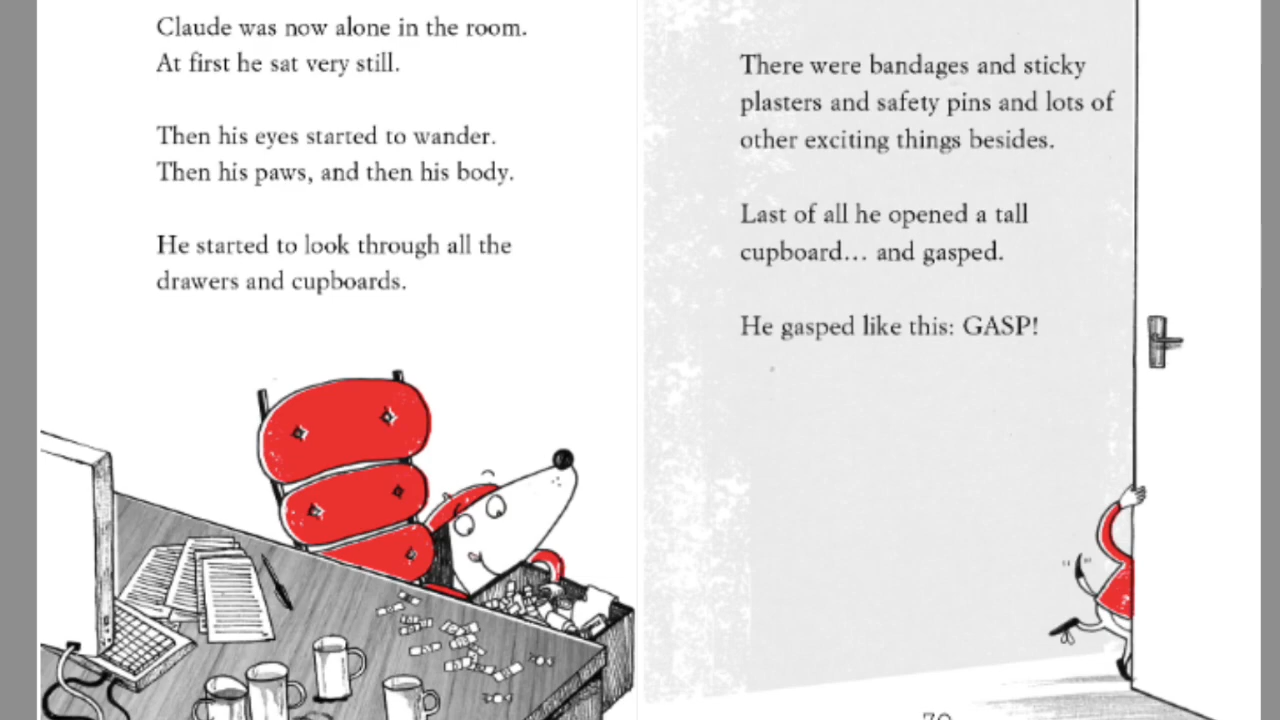 Claude was now alone in the room.
At first he sat very still.
Then his eyes started to wander.
Then his paws, and then his body.
He started to look through all the
drawers and cupboards.
There were bandages and sticky
plasters and safety pins and lots of
other exciting things besides.
Last of all he opened a tall
cupboard... and gasped.
He gasped like this: GASP!